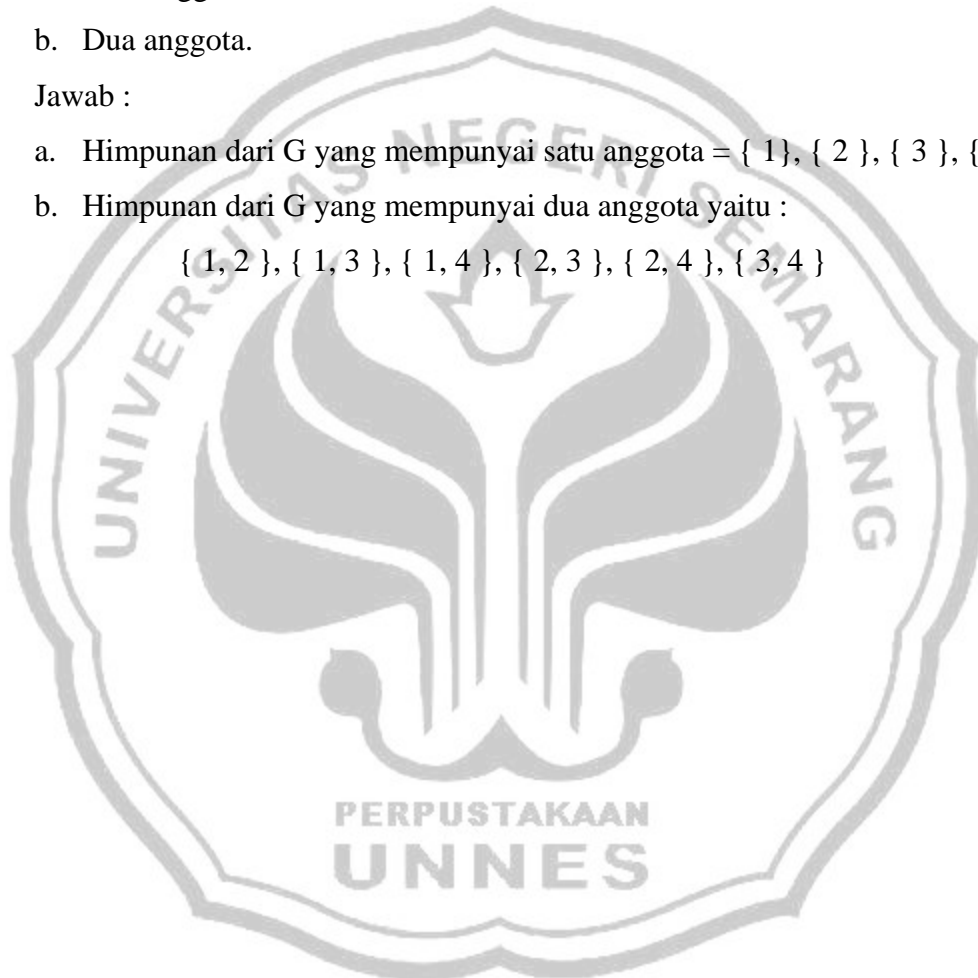 b. Dua anggota.
Jawab :
a. Himpunan dari G yang mempunyai satu anggota = { 1}, { 2 }, { 3 }, {
b. Himpunan dari G yang mempunyai dua anggota yaitu :
{ 1, 2 }, { 1, 3 }, { 1, 4 }, { 2, 3 }, { 2, 4 }, { 3, 4 }
UNIVERSITAS NEGERI SEMARANG
PERPUSTAKAAN
UNNES